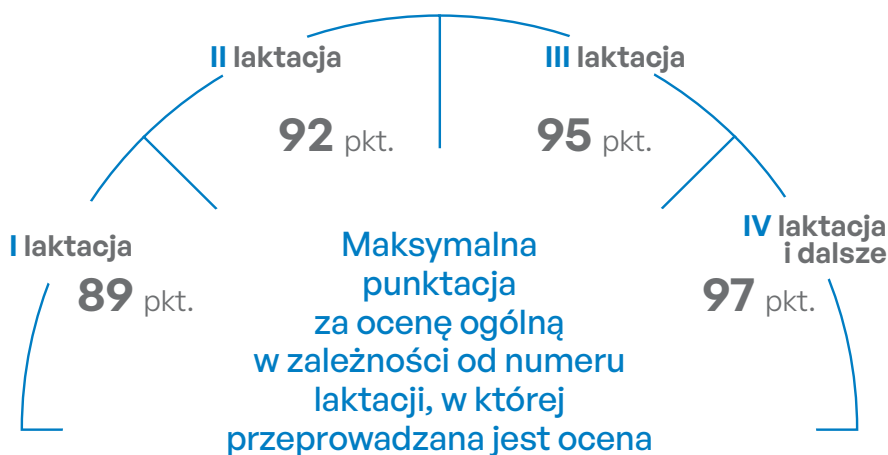 I laktacja
89 pkt.
II laktacja
92 pkt.
III laktacja
95 pkt.
IV laktacja
i dalsze
97 pkt.
Maksymalna
punktacja
za ocenę ogólną
w zależności od numeru
laktacji, w której
przeprowadzana jest ocena